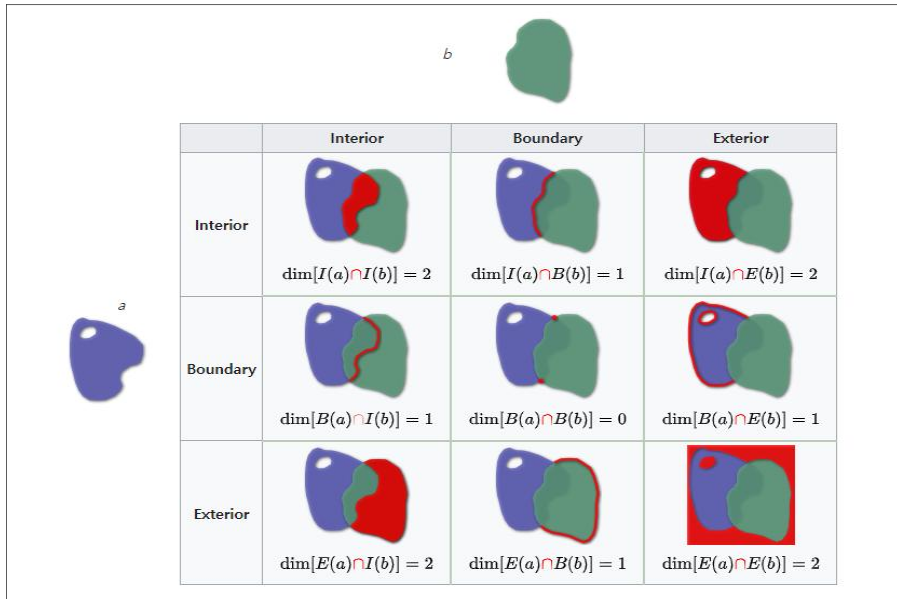 b
Interior Boundary Exterior
Interior
dim[I(a)∩I(b)] = 2 dim[I(a)∩B(b)] = 1 dim[I(a)∩E(b)] = 2
a
Boundary
dim[B(a)∩I(b)] = 1 dim[B(a)∩B(b)] = 0 dim[B(a)∩E(b)] = 1
Exterior
dim[E(a)∩I(b)] = 2 dim[E(a)∩B(b)] = 1 dim[E(a)∩E(b)] = 2